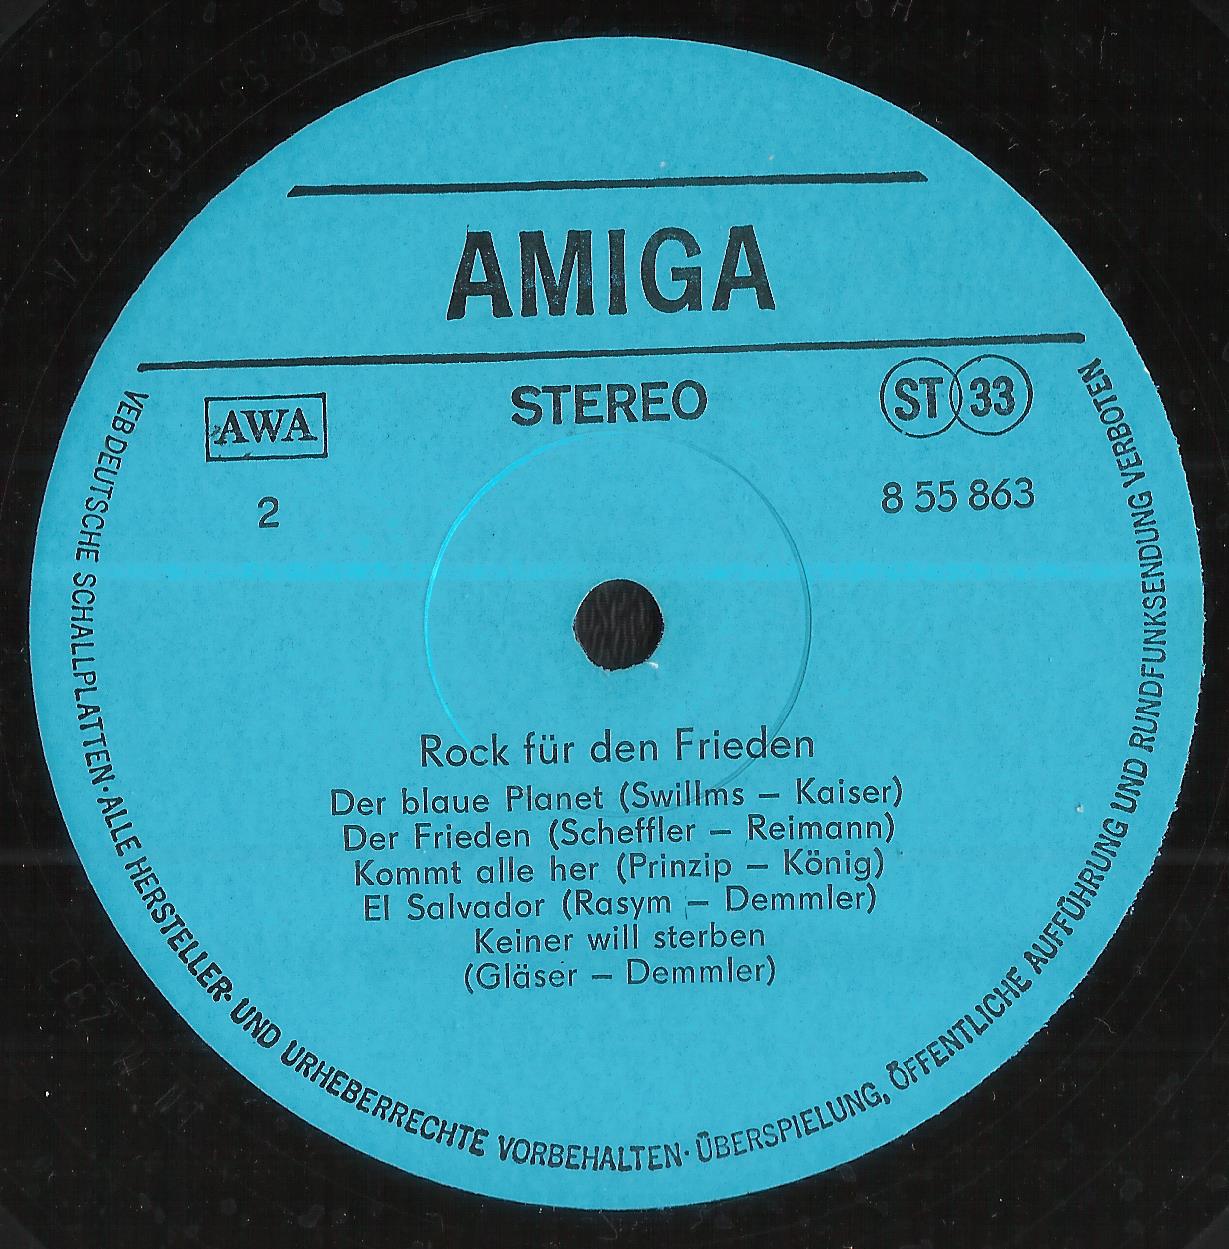 AMIGA
STEREO
AWA
ST 33
2
8 55 863
Rock für den Frieden
Der blaue Planet (Swillms – Kaiser)
Der Frieden (Scheffler – Reimann)
Kommt alle her (Prinzip – König)
El Salvador (Rasym – Demmler)
Keiner will sterben
(Gläser – Demmler)
VEB DEUTSCHE SCHALLPLATTEN · ALLE HERSTELLER- UND URHEBERRECHTE VORBEHALTEN · ÜBERSPIELUNG, ÖFFENTLICHE AUFFÜHRUNG UND RUNDFUNKSENDUNG VERBOTEN